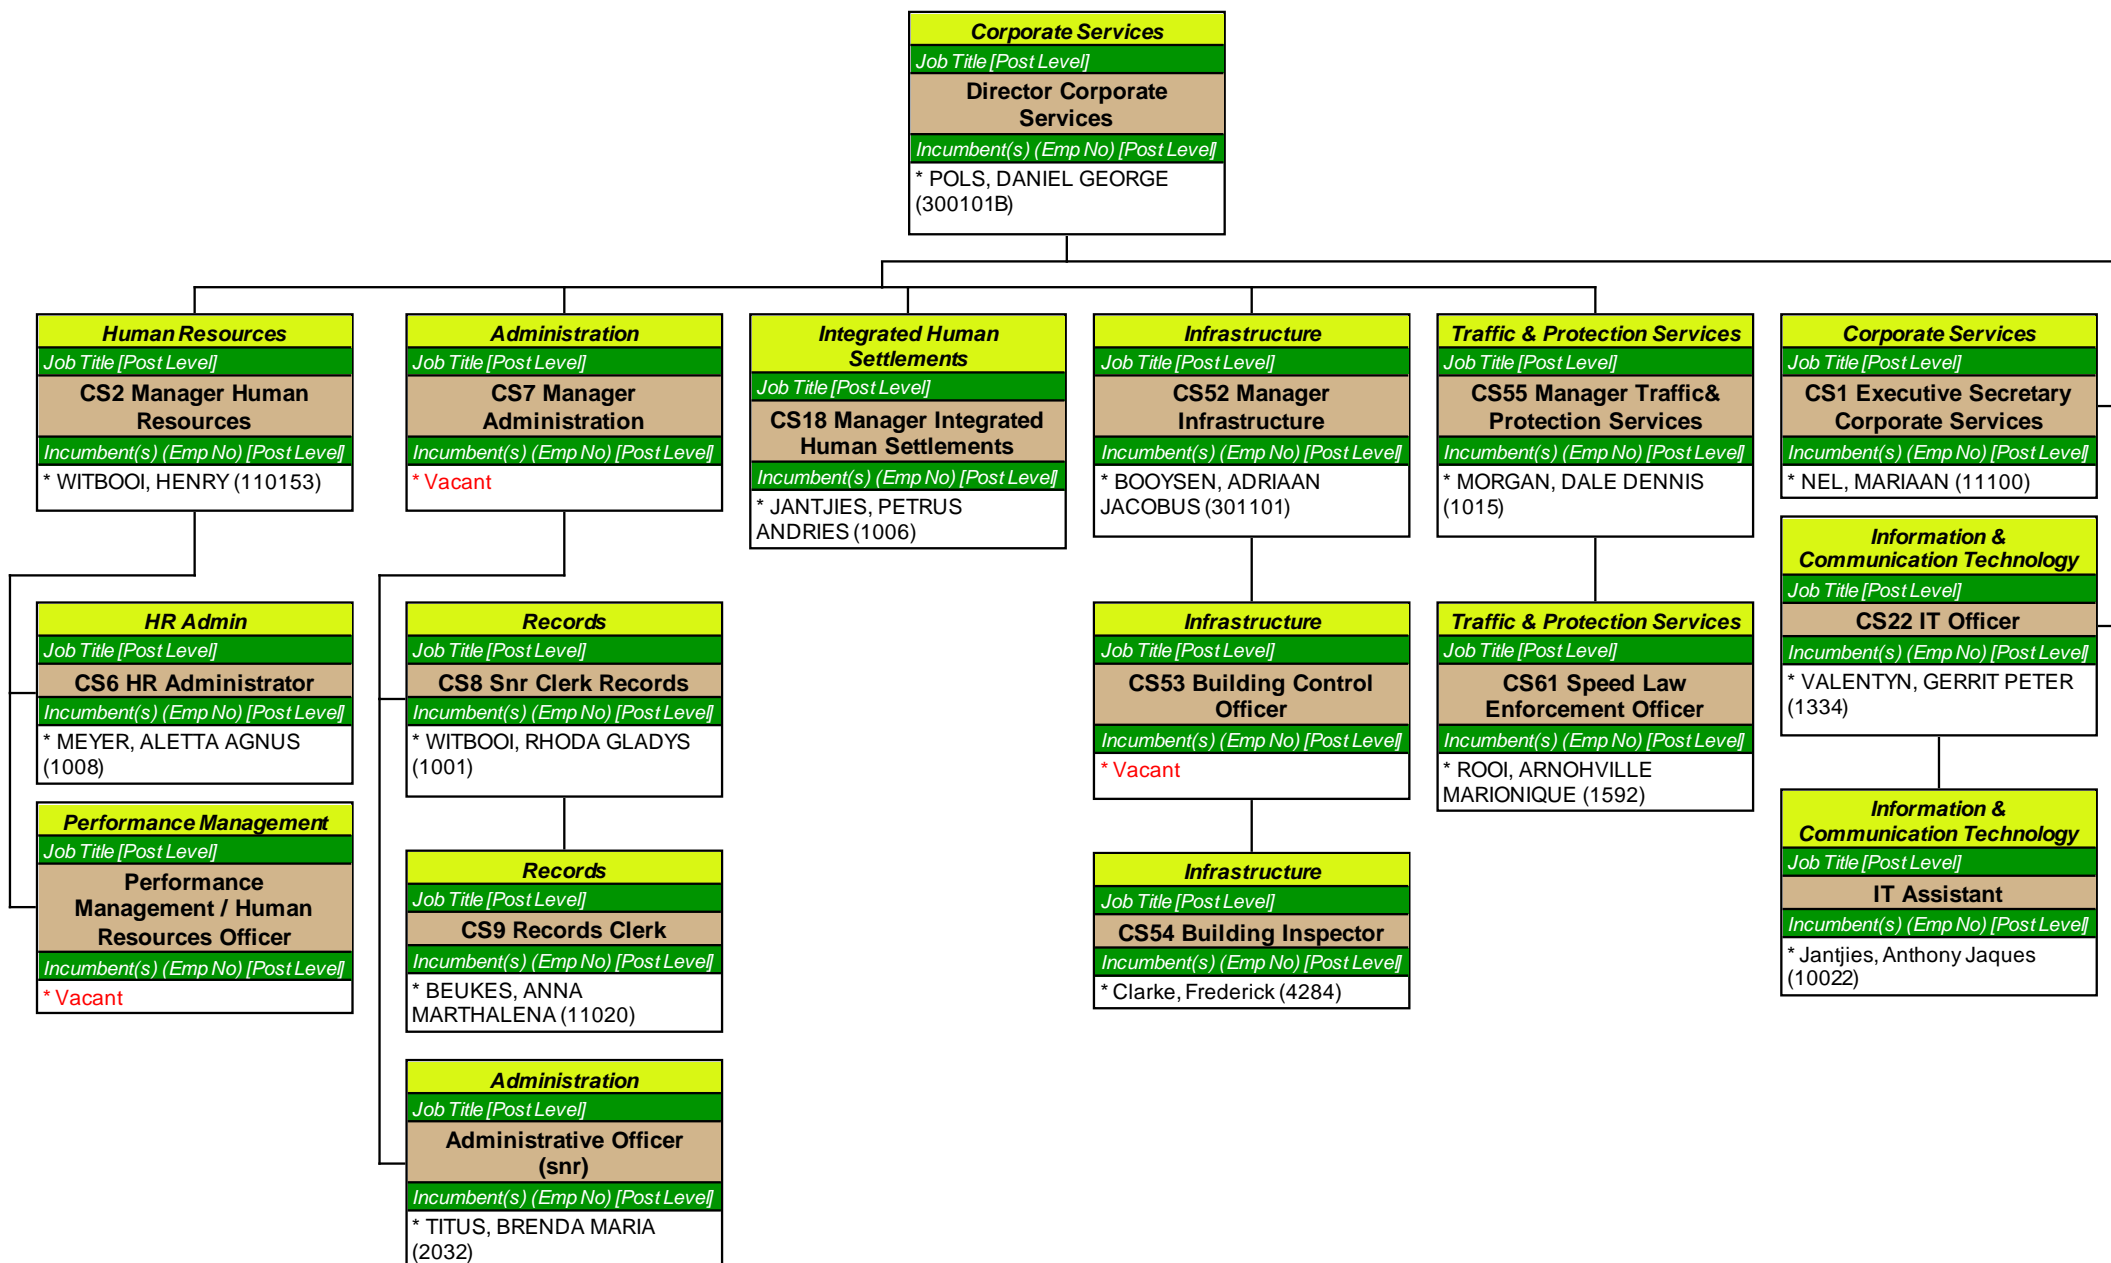 Corporate Services
Job Title [Post Level]
Director Corporate
Services
Incumbent(s) (Emp No) [Post Level]
* POLS, DANIEL GEORGE
(300101B)
Human Resources
Job Title [Post Level]
CS2 Manager Human
Resources
Incumbent(s) (Emp No) [Post Level]
* WITBOOI, HENRY (110153)
Administration
Job Title [Post Level]
CS7 Manager
Administration
Incumbent(s) (Emp No) [Post Level]
* Vacant
Integrated Human
Settlements
Job Title [Post Level]
CS18 Manager Integrated
Human Settlements
Incumbent(s) (Emp No) [Post Level]
* JANTJIES, PETRUS
ANDRIES (1006)
Infrastructure
Job Title [Post Level]
CS52 Manager
Infrastructure
Incumbent(s) (Emp No) [Post Level]
* BOOYSEN, ADRIAAN
JACOBUS (301101)
Traffic & Protection Services
Job Title [Post Level]
CS55 Manager Traffic&
Protection Services
Incumbent(s) (Emp No) [Post Level]
* MORGAN, DALE DENNIS
(1015)
Corporate Services
Job Title [Post Level]
CS1 Executive Secretary
Corporate Services
Incumbent(s) (Emp No) [Post Level]
* NEL, MARIAAN (11100)
Information &
Communication Technology
Job Title [Post Level]
CS22 IT Officer
Incumbent(s) (Emp No) [Post Level]
* VALENTYN, GERRIT PETER
(1334)
HR Admin
Job Title [Post Level]
CS6 HR Administrator
Incumbent(s) (Emp No) [Post Level]
* MEYER, ALETTA AGNUS
(1008)
Records
Job Title [Post Level]
CS8 Snr Clerk Records
Incumbent(s) (Emp No) [Post Level]
* WITBOOI, RHODA GLADYS
(1001)
Infrastructure
Job Title [Post Level]
CS53 Building Control
Officer
Incumbent(s) (Emp No) [Post Level]
* Vacant
Traffic & Protection Services
Job Title [Post Level]
CS61 Speed Law
Enforcement Officer
Incumbent(s) (Emp No) [Post Level]
* ROOI, ARNOHVILLE
MARIONIQUE (1592)
Information &
Communication Technology
Job Title [Post Level]
IT Assistant
Incumbent(s) (Emp No) [Post Level]
* Jantjies, Anthony Jaques
(10022)
Performance Management
Job Title [Post Level]
Performance
Management / Human
Resources Officer
Incumbent(s) (Emp No) [Post Level]
* Vacant
Records
Job Title [Post Level]
CS9 Records Clerk
Incumbent(s) (Emp No) [Post Level]
* BEUKES, ANNA
MARTHALENA (11020)
Infrastructure
Job Title [Post Level]
CS54 Building Inspector
Incumbent(s) (Emp No) [Post Level]
* Clarke, Frederick (4284)
Administration
Job Title [Post Level]
Administrative Officer
(snr)
Incumbent(s) (Emp No) [Post Level]
* TITUS, BRENDA MARIA
(2032)